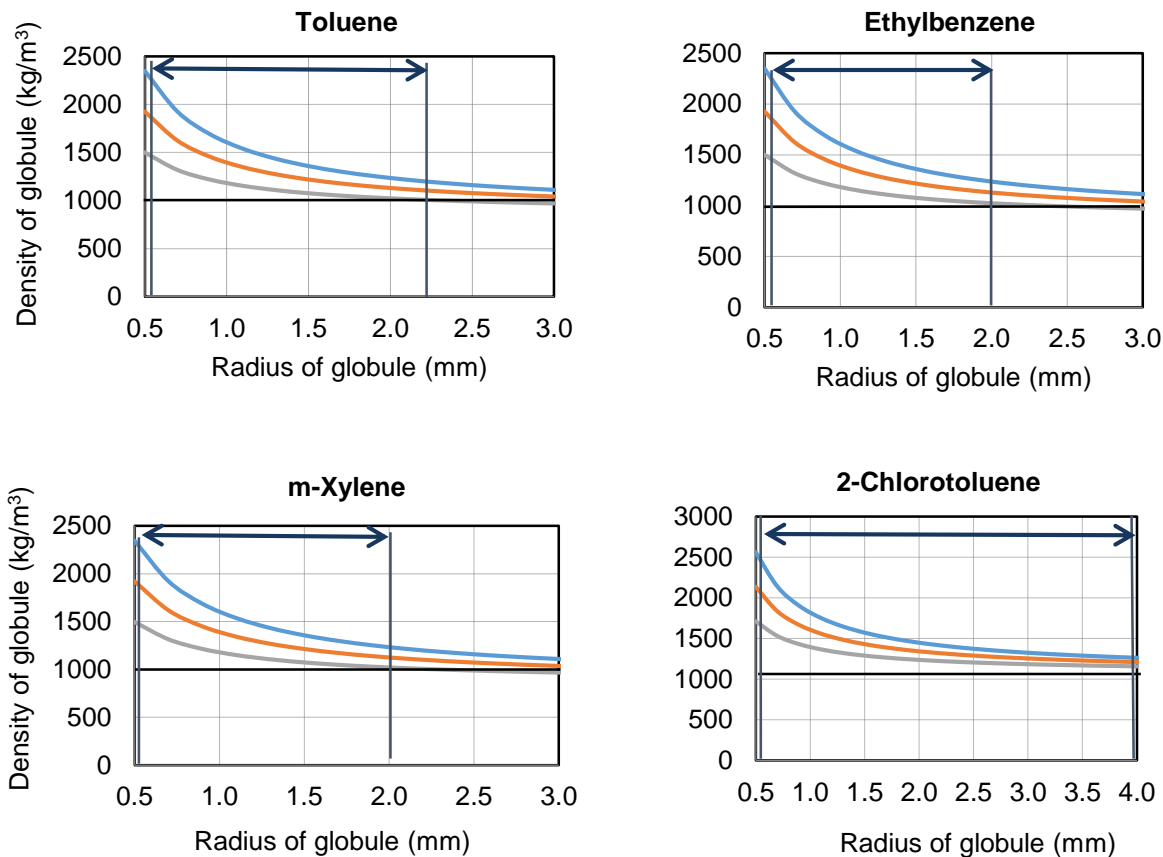 Toluene
Density of globule (kg/m³)
2500
2000
1500
1000
500
0
0.5 1.0 1.5 2.0 2.5 3.0
Radius of globule (mm)
Ethylbenzene
2500
2000
1500
1000
500
0
0.5 1.0 1.5 2.0 2.5 3.0
Radius of globule (mm)
m-Xylene
Density of globule (kg/m³)
2500
2000
1500
1000
500
0
0.5 1.0 1.5 2.0 2.5 3.0
Radius of globule (mm)
2-Chlorotoluene
3000
2500
2000
1500
1000
500
0
0.5 1.0 1.5 2.0 2.5 3.0 3.5 4.0
Radius of globule (mm)